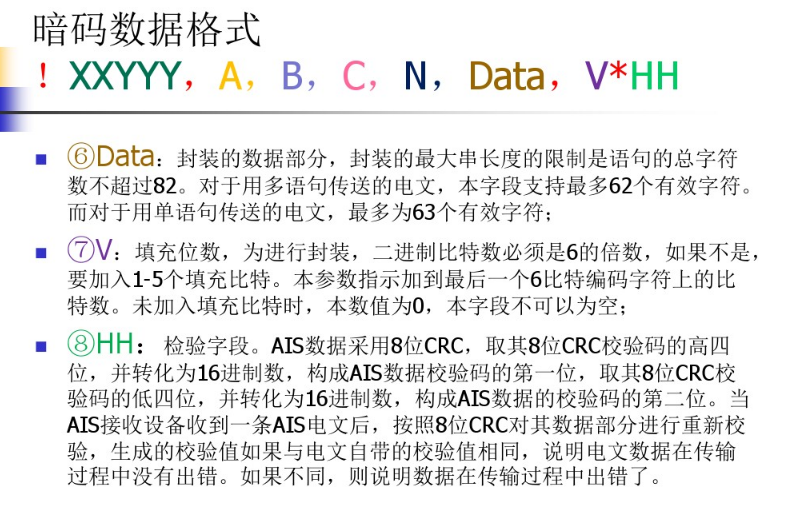 暗码数据格式
！XXYYY，A，B，C，N，Data，V*HH
⑥Data：封装的数据部分，封装的最大串长度的限制是语句的总字符
数不超过82。对于用多语句传送的电文，本字段支持最多62个有效字符。
而对于用单语句传送的电文，最多为63个有效字符；
⑦V：填充位数，为进行封装，二进制比特数必须是6的倍数，如果不是，
要加入1-5个填充比特。本参数指示加到最后一个6比特编码字符上的比
特数。未加入填充比特时，本数值为0，本字段不可以为空；
⑧HH： 检验字段。AIS数据采用8位CRC，取其8位CRC校验码的高四
位，并转化为16进制数，构成AIS数据校验码的第一位，取其8位CRC校
验码的低四位，并转化为16进制数，构成AIS数据的校验码的第二位。当
AIS接收设备收到一条AIS电文后，按照8位CRC对其数据部分进行重新校
验，生成的校验值如果与电文自带的校验值相同，说明电文数据在传输
过程中没有出错。如果不同，则说明数据在传输过程中出错了。